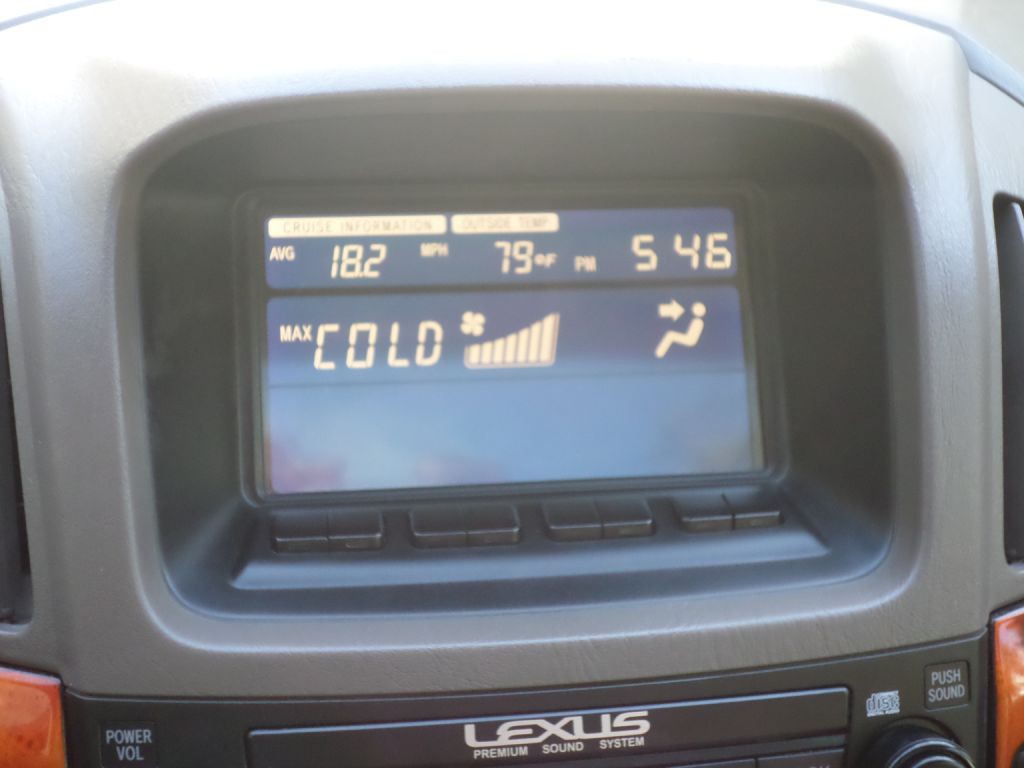 CRUISE INFORMATION OUTSIDE TEMP
AVG 18.2 MPH 79°F PM 5 46
MAX COLD
PUSH SOUND
POWER VOL
LEXUS
PREMIUM SOUND SYSTEM
disc